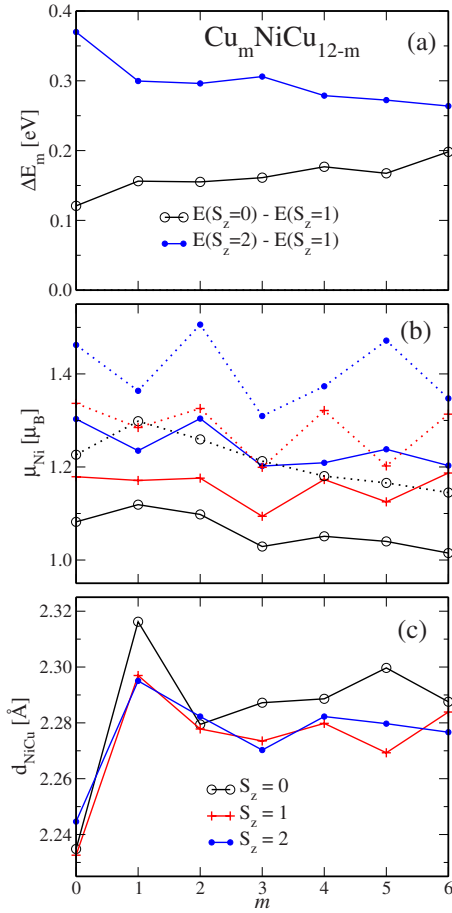 Cu_mNiCu_12-m
(a)
ΔE_m [eV]
0.4
0.3
0.2
0.1
0.0
E(S_z=0) - E(S_z=1)
E(S_z=2) - E(S_z=1)
(b)
μ_Ni [μ_B]
1.4
1.2
1.0
(c)
d_NiCu [Å]
2.32
2.30
2.28
2.26
2.24
S_z = 0
S_z = 1
S_z = 2
0 1 2 3 4 5 6
m